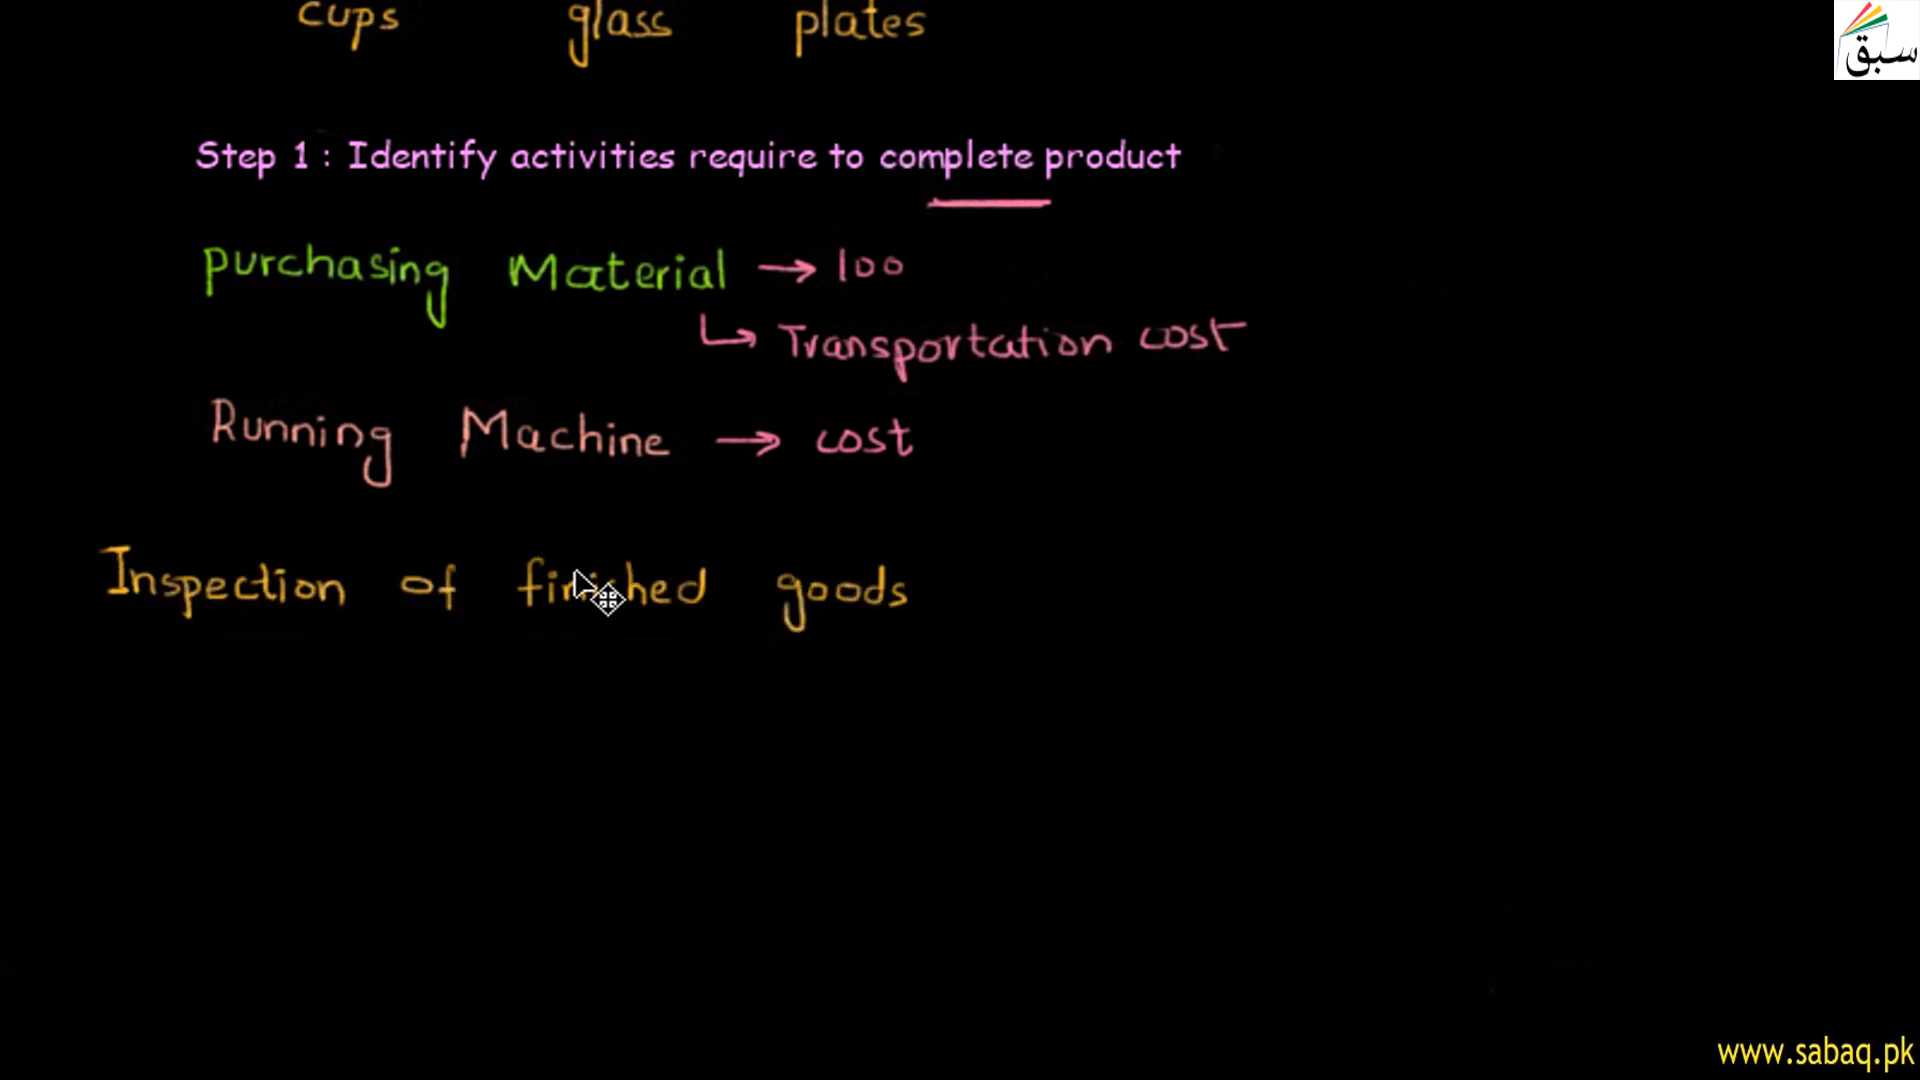 cups glass plates
سبق
Step 1 : Identify activities require to complete product
Purchasing Material → 100
↳ Transportation cost
Running Machine → cost
Inspection of finished goods
www.sabaq.pk